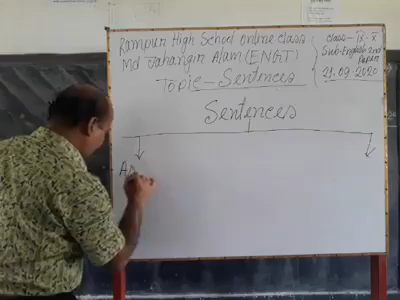 Rampur High School online class
Md Jahangir Alam (ENGT)
Topic - Sentences
Class - IX - X
Sub-English 2nd
Paper
21.09.2020
Sentences